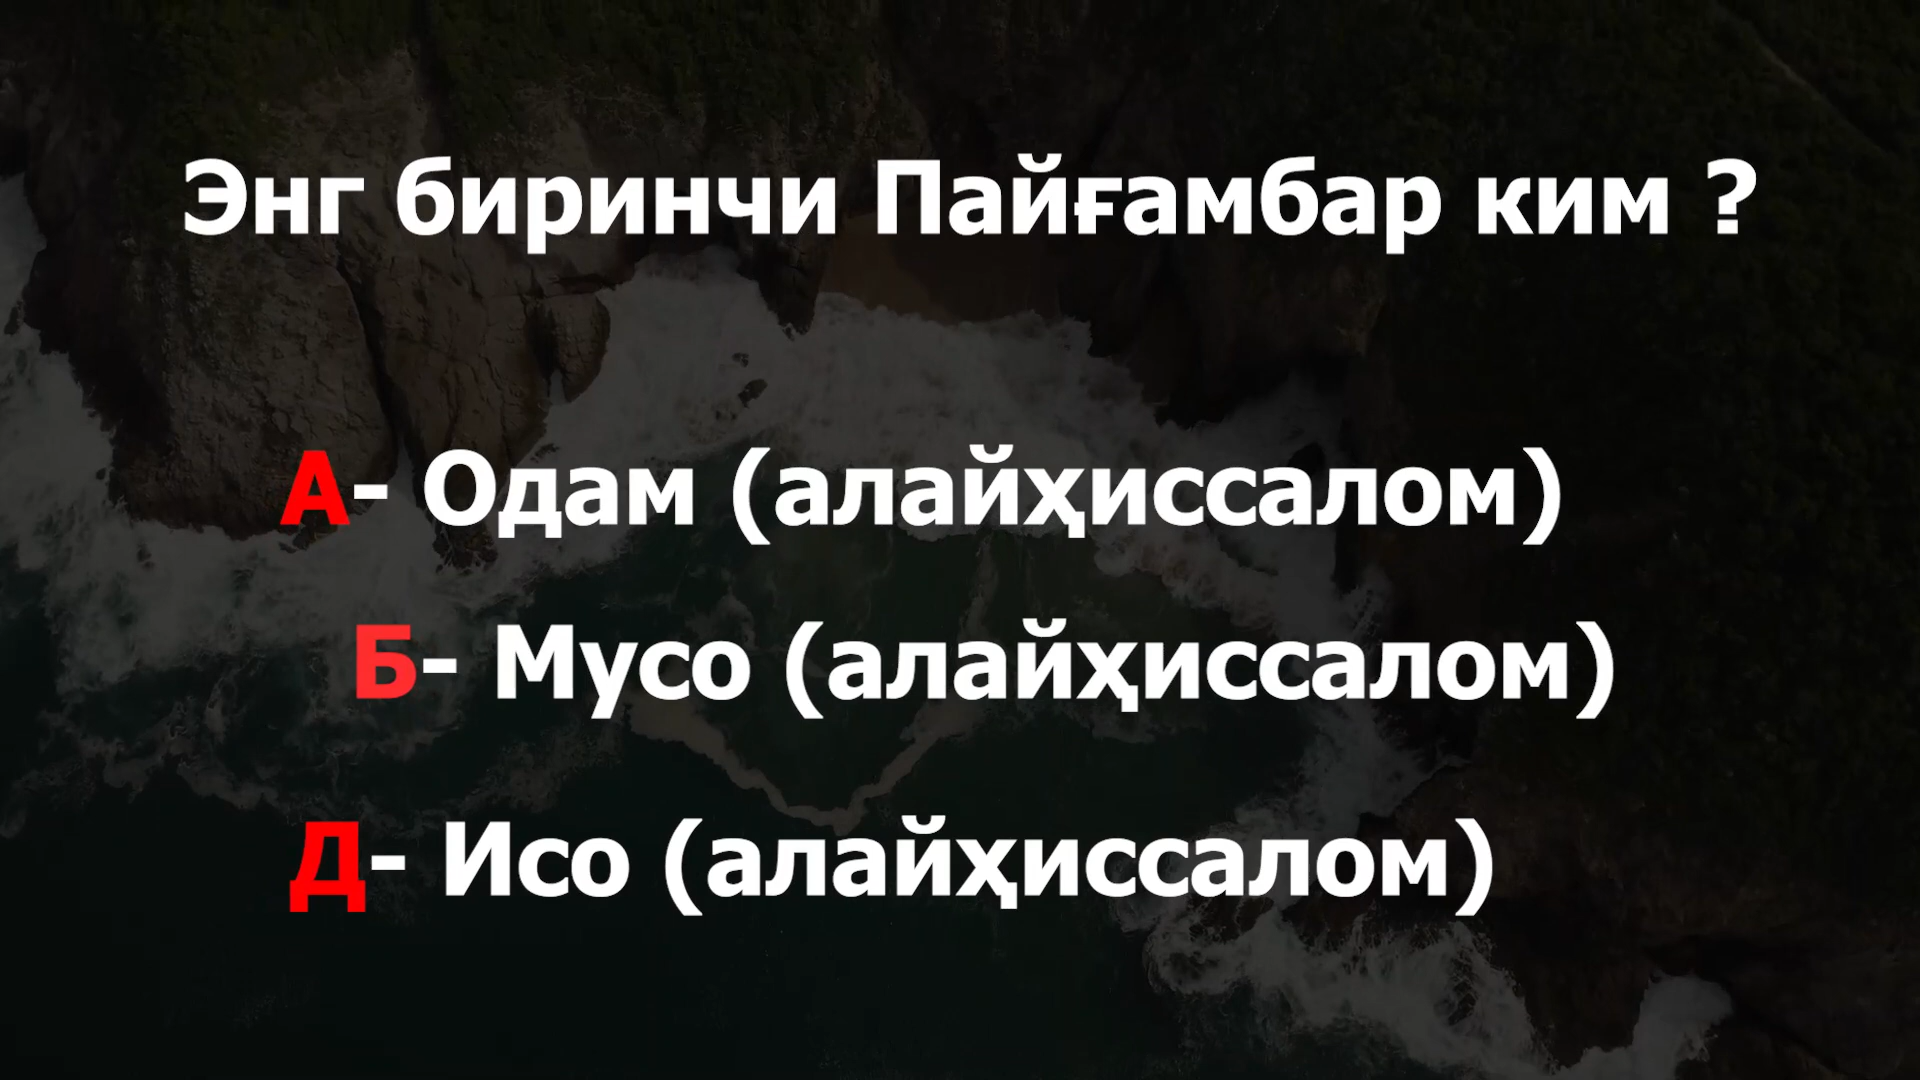 Энг биринчи Пайғамбар ким ?
А- Одам (алайҳиссалом)
Б- Мусо (алайҳиссалом)
Д- Исо (алайҳиссалом)